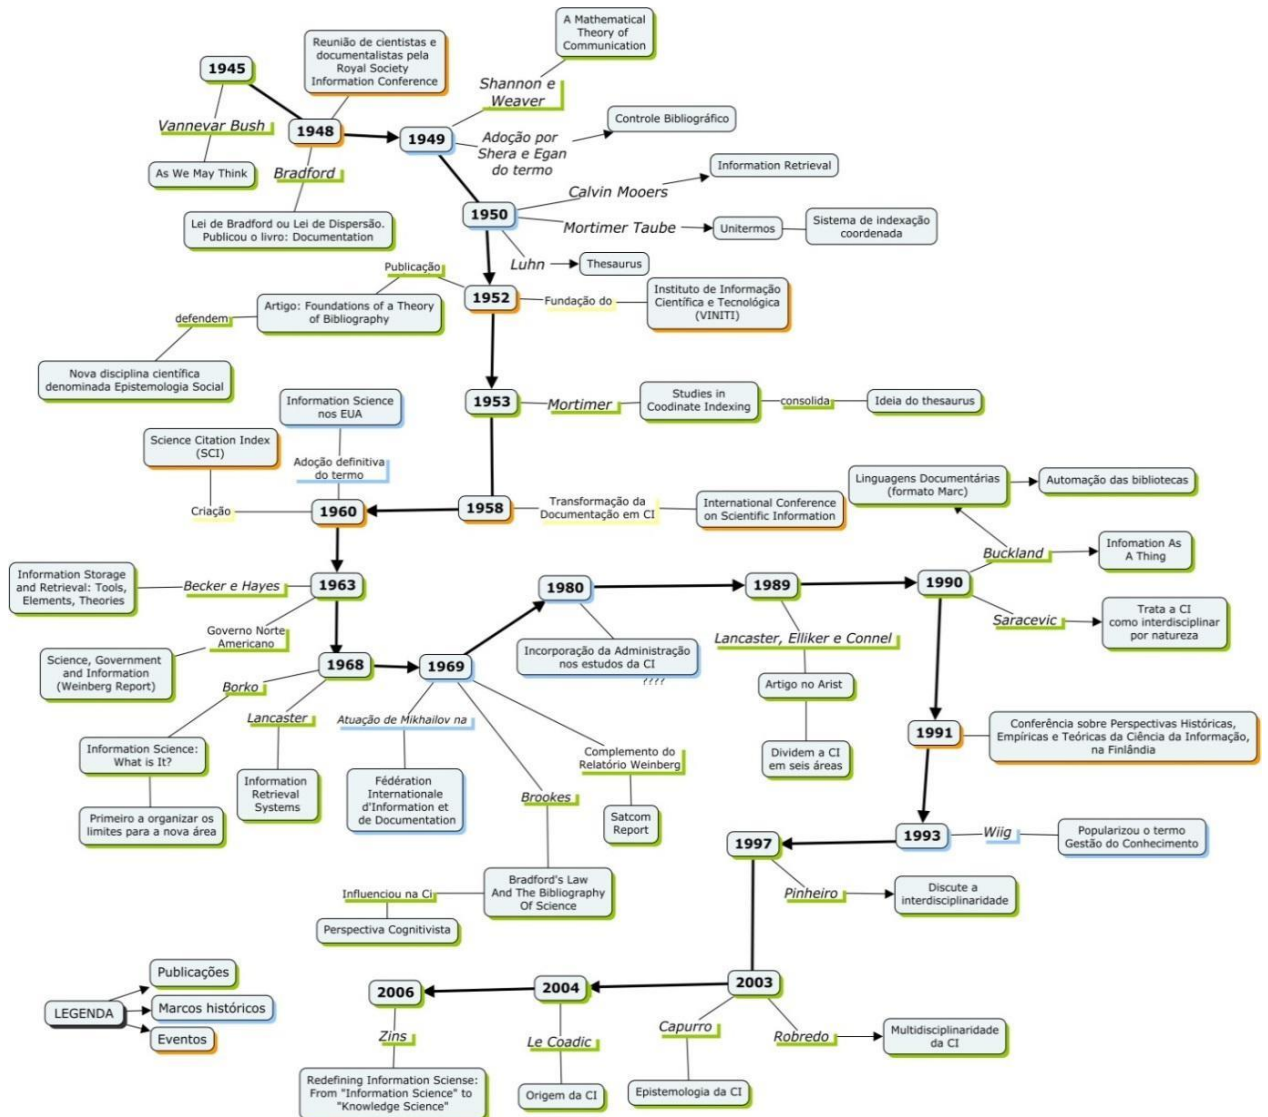 1945
Vannevar Bush
As We May Think
Reunião de cientistas e
documentalistas pela
Royal Society
Information Conference
1948
Bradford
Lei de Bradford ou Lei de Dispersão.
Publicou o livro: Documentation
A Mathematical
Theory of
Communication
Shannon e
Weaver
1949
Adoção por
Shera e Egan
do termo
Controle Bibliográfico
1950
Calvin Mooers
Information Retrieval
Mortimer Taube
Unitermos
Sistema de indexação
coordenada
Luhn
Thesaurus
Publicação
1952
Artigo: Foundations of a Theory
of Bibliography
defendem
Nova disciplina científica
denominada Epistemologia Social
Fundação do
Instituto de Informação
Científica e Tecnológica
(VINITI)
1953
Mortimer
Studies in
Coodinate Indexing
consolida
Ideia do thesaurus
1958
Transformação da
Documentação em CI
International Conference
on Scientific Information
Information Science
nos EUA
Adoção definitiva
do termo
Science Citation Index
(SCI)
Criação
1960
1963
Becker e Hayes
Information Storage
and Retrieval: Tools,
Elements, Theories
Governo Norte
Americano
Science, Government
and Information
(Weinberg Report)
1968
Borko
Information Science:
What is It?
Primeiro a organizar os
limites para a nova área
Lancaster
Information
Retrieval
Systems
1969
Atuação de Mikhailov na
Fédération
Internationale
d'Information et
de Documentation
Brookes
Bradford's Law
And The Bibliography
Of Science
Influenciou na Ci
Perspectiva Cognitivista
Complemento do
Relatório Weinberg
Satcom
Report
1980
Incorporação da Administração
nos estudos da CI
????
1989
Lancaster, Elliker e Connel
Artigo no Arist
Dividem a CI
em seis áreas
1990
Buckland
Linguagens Documentárias
(formato Marc)
Automação das bibliotecas
Infomation As
A Thing
Saracevic
Trata a CI
como interdisciplinar
por natureza
1991
Conferência sobre Perspectivas Históricas,
Empíricas e Teóricas da Ciência da Informação,
na Finlândia
1993
Wiig
Popularizou o termo
Gestão do Conhecimento
1997
Pinheiro
Discute a
interdisciplinaridade
2003
Capurro
Epistemologia da CI
Robredo
Multidisciplinaridade
da CI
2004
Le Coadic
Origem da CI
2006
Zins
Redefining Information Sciense:
From "Information Science" to
"Knowledge Science"
LEGENDA
Publicações
Marcos históricos
Eventos